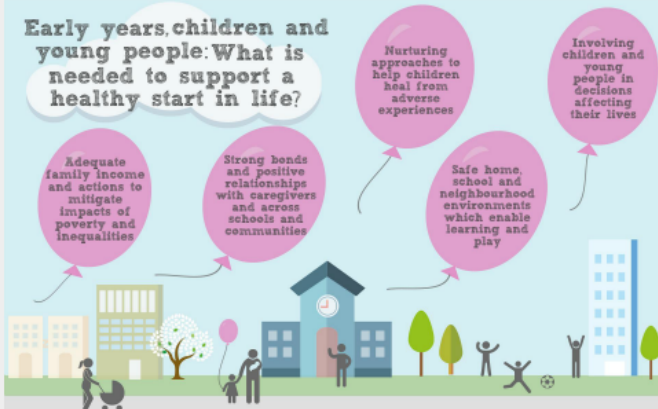 Early years, children and
young people: What is
needed to support a
healthy start in life?
Adequate
family income
and actions to
mitigate
impacts of
poverty and
inequalities
Strong bonds
and positive
relationships
with caregivers
and across
schools and
communities
Nurturing
approaches to
help children
heal from
adverse
experiences
Safe home,
school and
neighbourhood
environments
which enable
learning and
play
Involving
children and
young
people in
decisions
affecting
their lives